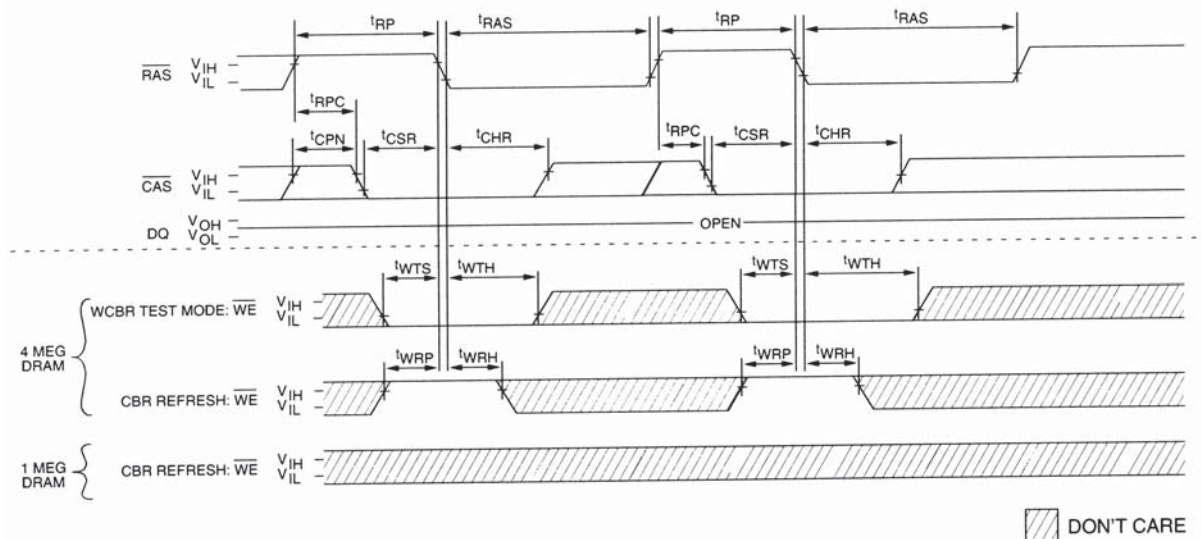 tRP tRAS tRP tRAS
RAS VIH VIL
tRPC
tCPN tCSR tCHR tRPC tCSR tCHR
CAS VIH VIL
DQ VOH VOL OPEN
tWTS tWTH tWTS tWTH
4 MEG DRAM
WCBR TEST MODE: WE VIH VIL
tWRP tWRH tWRP tWRH
CBR REFRESH: WE VIH VIL
1 MEG DRAM
CBR REFRESH: WE VIH VIL
DON'T CARE